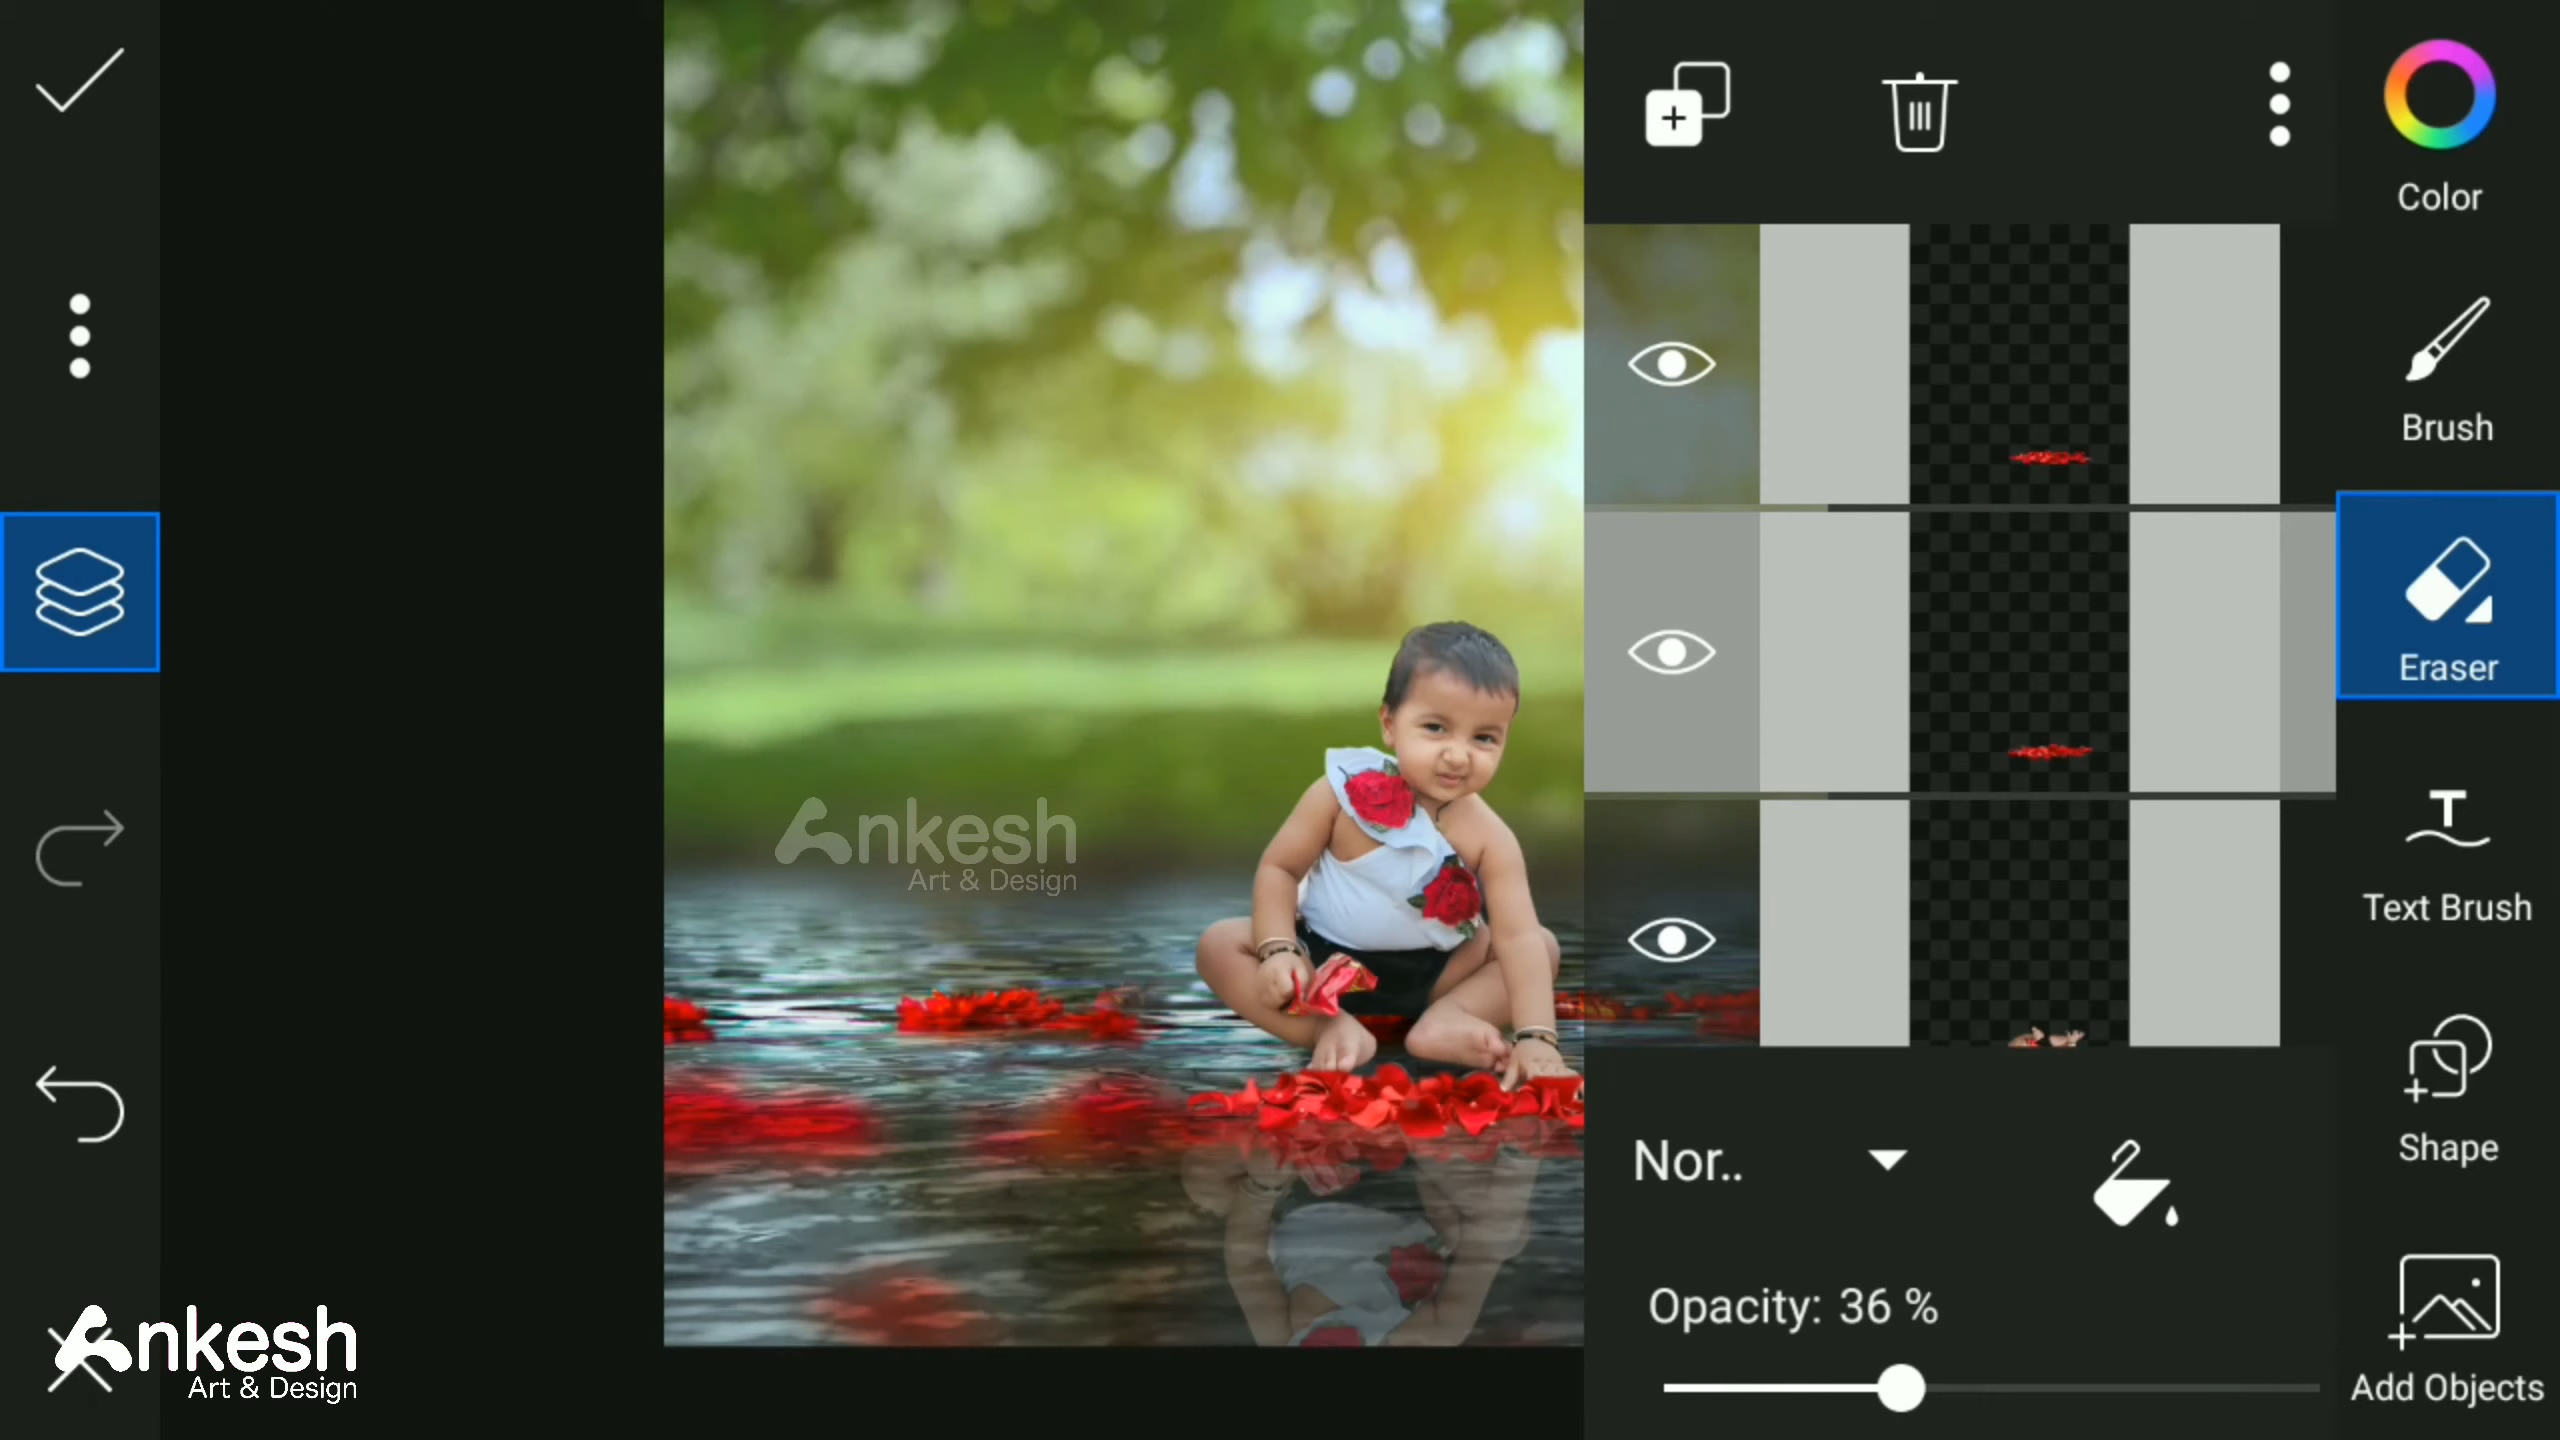 Color
Brush
Eraser
Text Brush
Shape
Add Objects
Nor..
Opacity: 36 %
Ankesh
Art & Design
Ankesh
Art & Design